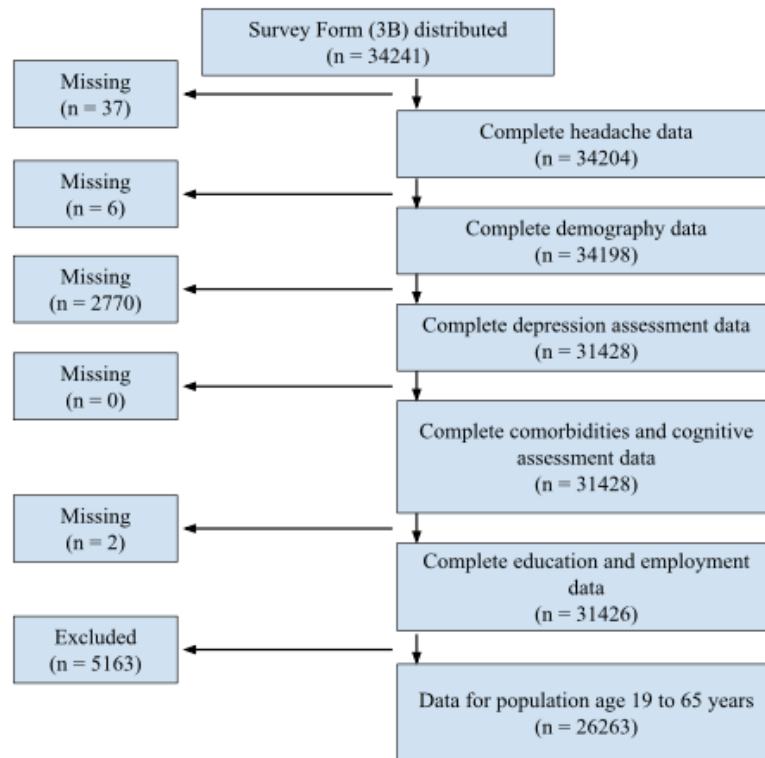 Survey Form (3B) distributed
(n = 34241)
Missing
(n = 37)
Complete headache data
(n = 34204)
Missing
(n = 6)
Complete demography data
(n = 34198)
Missing
(n = 2770)
Complete depression assessment data
(n = 31428)
Missing
(n = 0)
Complete comorbidities and cognitive
assessment data
(n = 31428)
Missing
(n = 2)
Complete education and employment
data
(n = 31426)
Excluded
(n = 5163)
Data for population age 19 to 65 years
(n = 26263)